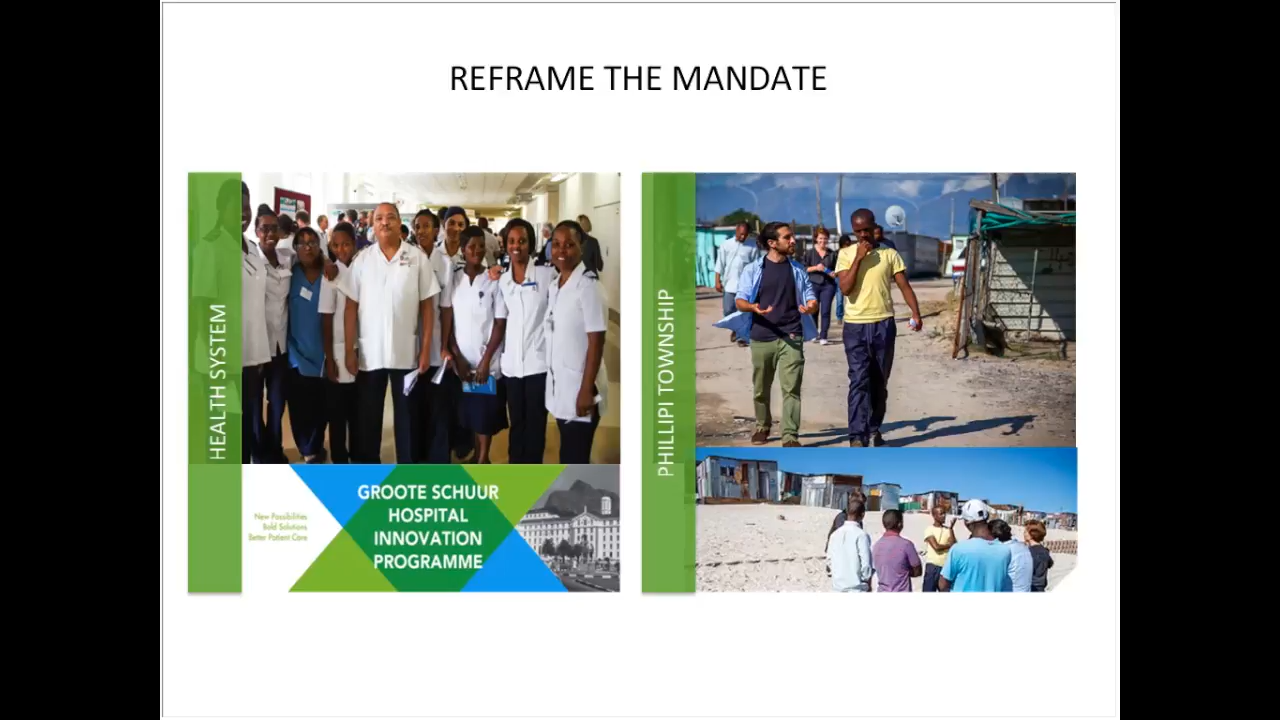 REFRAME THE MANDATE
HEALTH SYSTEM
New Possibilities
Bold Solutions
Better Patient Care
GROOTE SCHUUR
HOSPITAL
INNOVATION
PROGRAMME
PHILLIPI TOWNSHIP